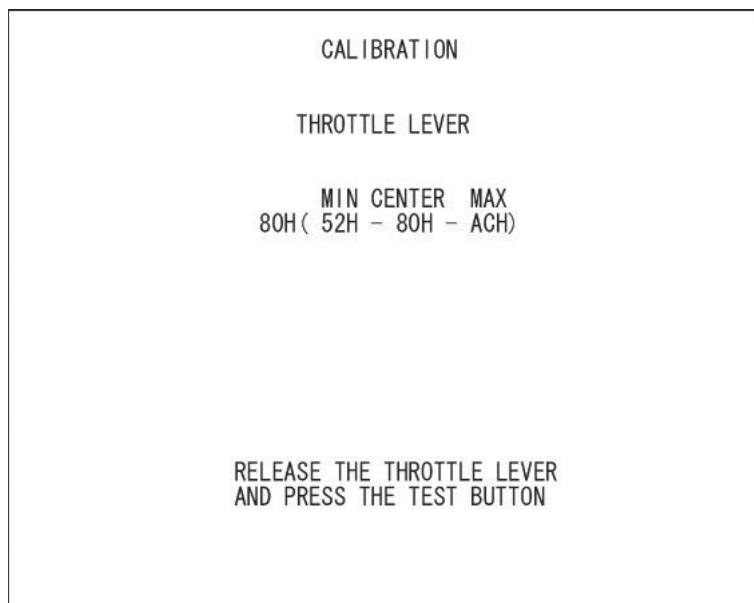 CALIBRATION
THROTTLE LEVER
MIN CENTER MAX
80H( 52H - 80H - ACH)
RELEASE THE THROTTLE LEVER
AND PRESS THE TEST BUTTON